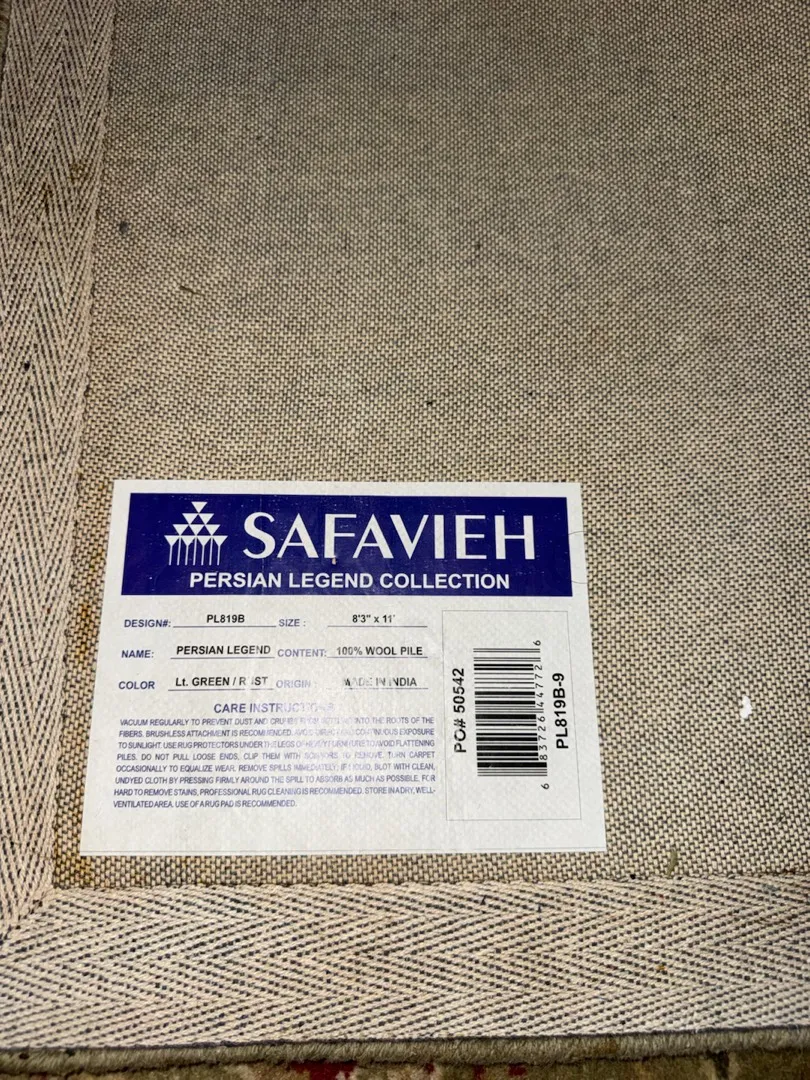 SAFAVIEH
PERSIAN LEGEND COLLECTION
DESIGN#: PL819B SIZE : 8'3" x 11'
NAME: PERSIAN LEGEND CONTENT: 100% WOOL PILE
COLOR Lt. GREEN / RUST ORIGIN : MADE IN INDIA
CARE INSTRUCTIONS
VACUUM REGULARLY TO PREVENT DUST AND CRUMBS FROM SETTLING INTO THE ROOTS OF THE
FIBERS. BRUSHLESS ATTACHMENT IS RECOMMENDED. AVOID DIRECT AND CONTINUOUS EXPOSURE
TO SUNLIGHT. USE RUG PROTECTORS UNDER THE LEGS OF HEAVY FURNITURE TO AVOID FLATTENING
PILES. DO NOT PULL LOOSE ENDS, CLIP THEM WITH SCISSORS TO REMOVE. TURN CARPET
OCCASIONALLY TO EQUALIZE WEAR. REMOVE SPILLS IMMEDIATELY. IF LIQUID, BLOT WITH CLEAN,
UNDYED CLOTH BY PRESSING FIRMLY AROUND THE SPILL TO ABSORB AS MUCH AS POSSIBLE. FOR
HARD TO REMOVE STAINS, PROFESSIONAL RUG CLEANING IS RECOMMENDED. STORE IN A DRY, WELL-
VENTILATED AREA. USE OF A RUG PAD IS RECOMMENDED.
PO# 50542
6 83726 44772 6
PL819B-9